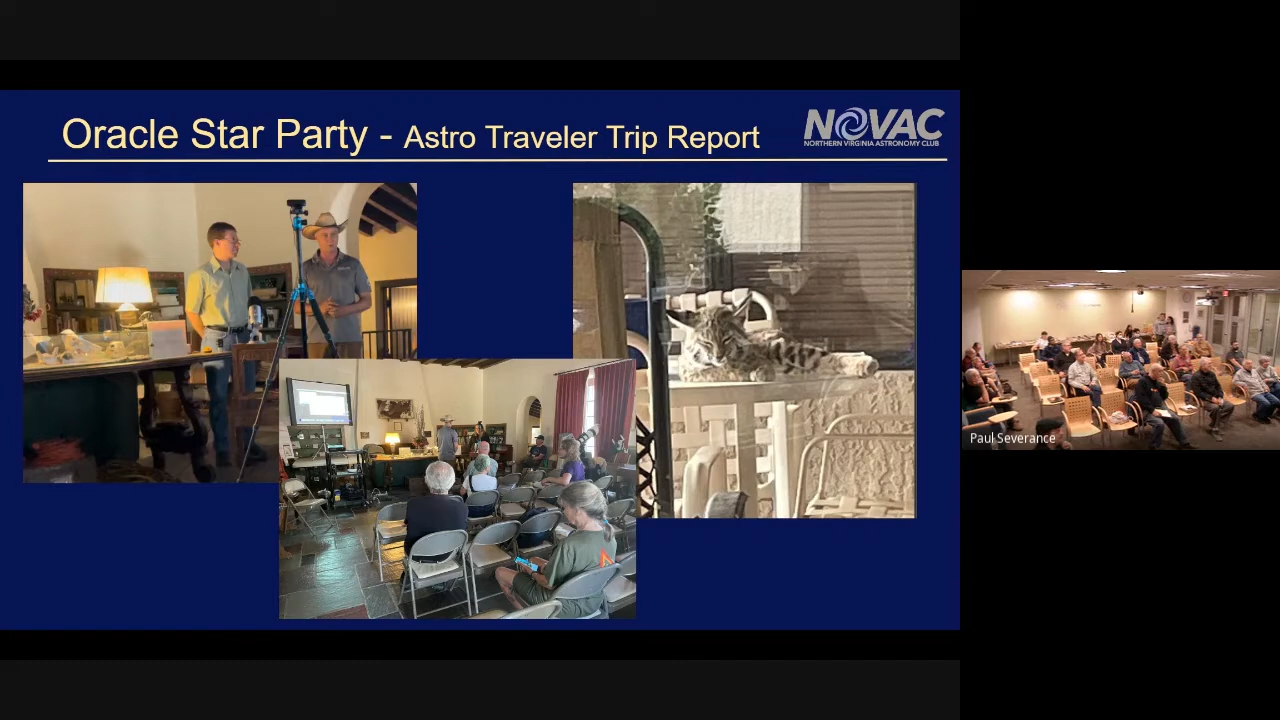 Oracle Star Party - Astro Traveler Trip Report
NOVAC
NORTHERN VIRGINIA ASTRONOMY CLUB
Paul Severance